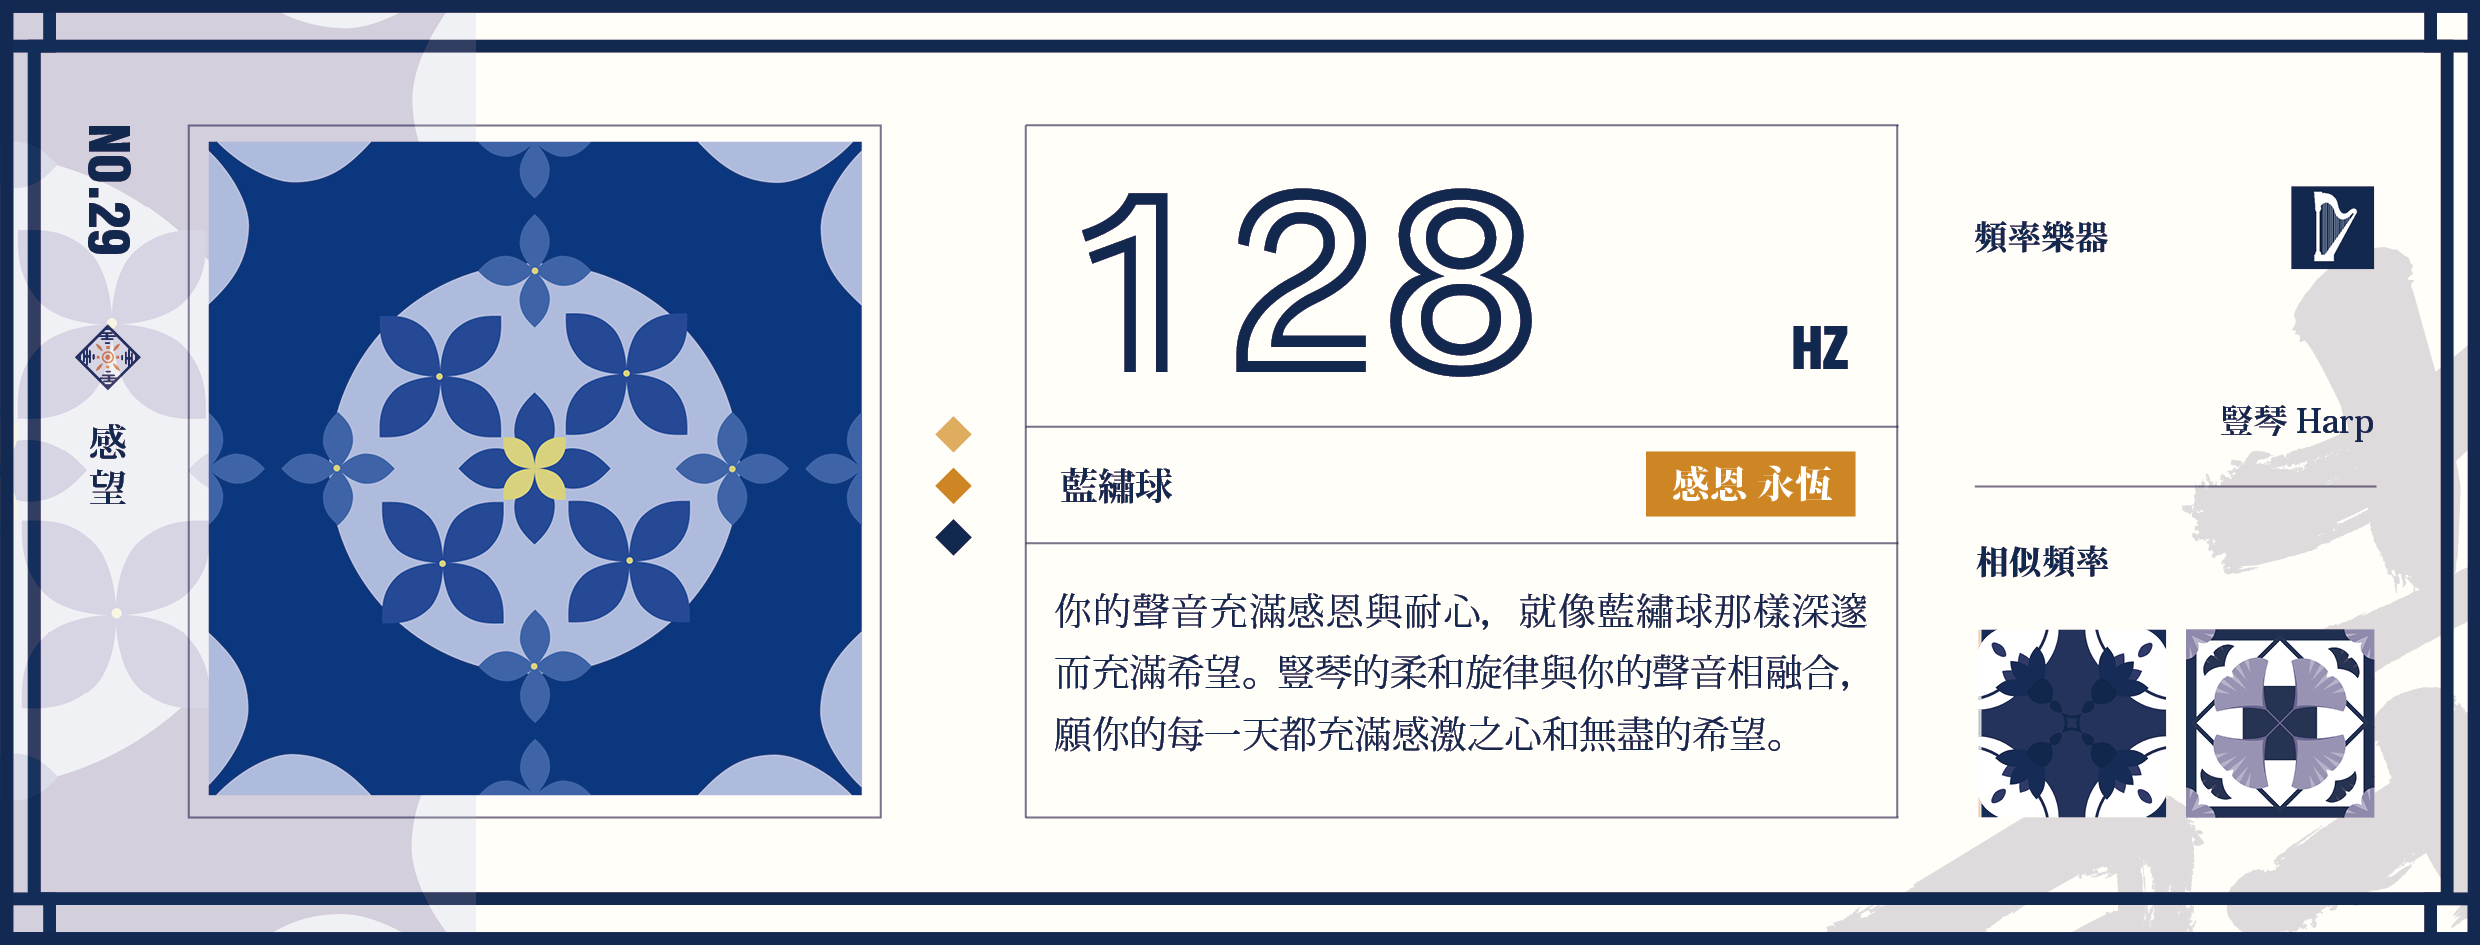 NO.29
感望
128
HZ
藍繡球
感恩 永恆
你的聲音充滿感恩與耐心，就像藍繡球那樣深邃
而充滿希望。豎琴的柔和旋律與你的聲音相融合，
願你的每一天都充滿感激之心和無盡的希望。
頻率樂器
豎琴 Harp
相似頻率